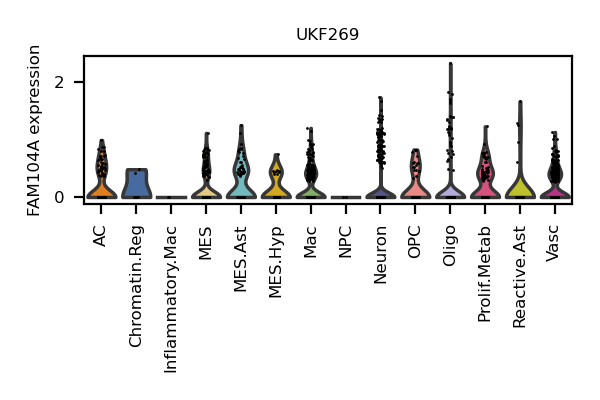 UKF269
FAM104A expression
2
0
AC
Chromatin.Reg
Inflammatory.Mac
MES
MES.Ast
MES.Hyp
Mac
NPC
Neuron
OPC
Oligo
Prolif.Metab
Reactive.Ast
Vasc